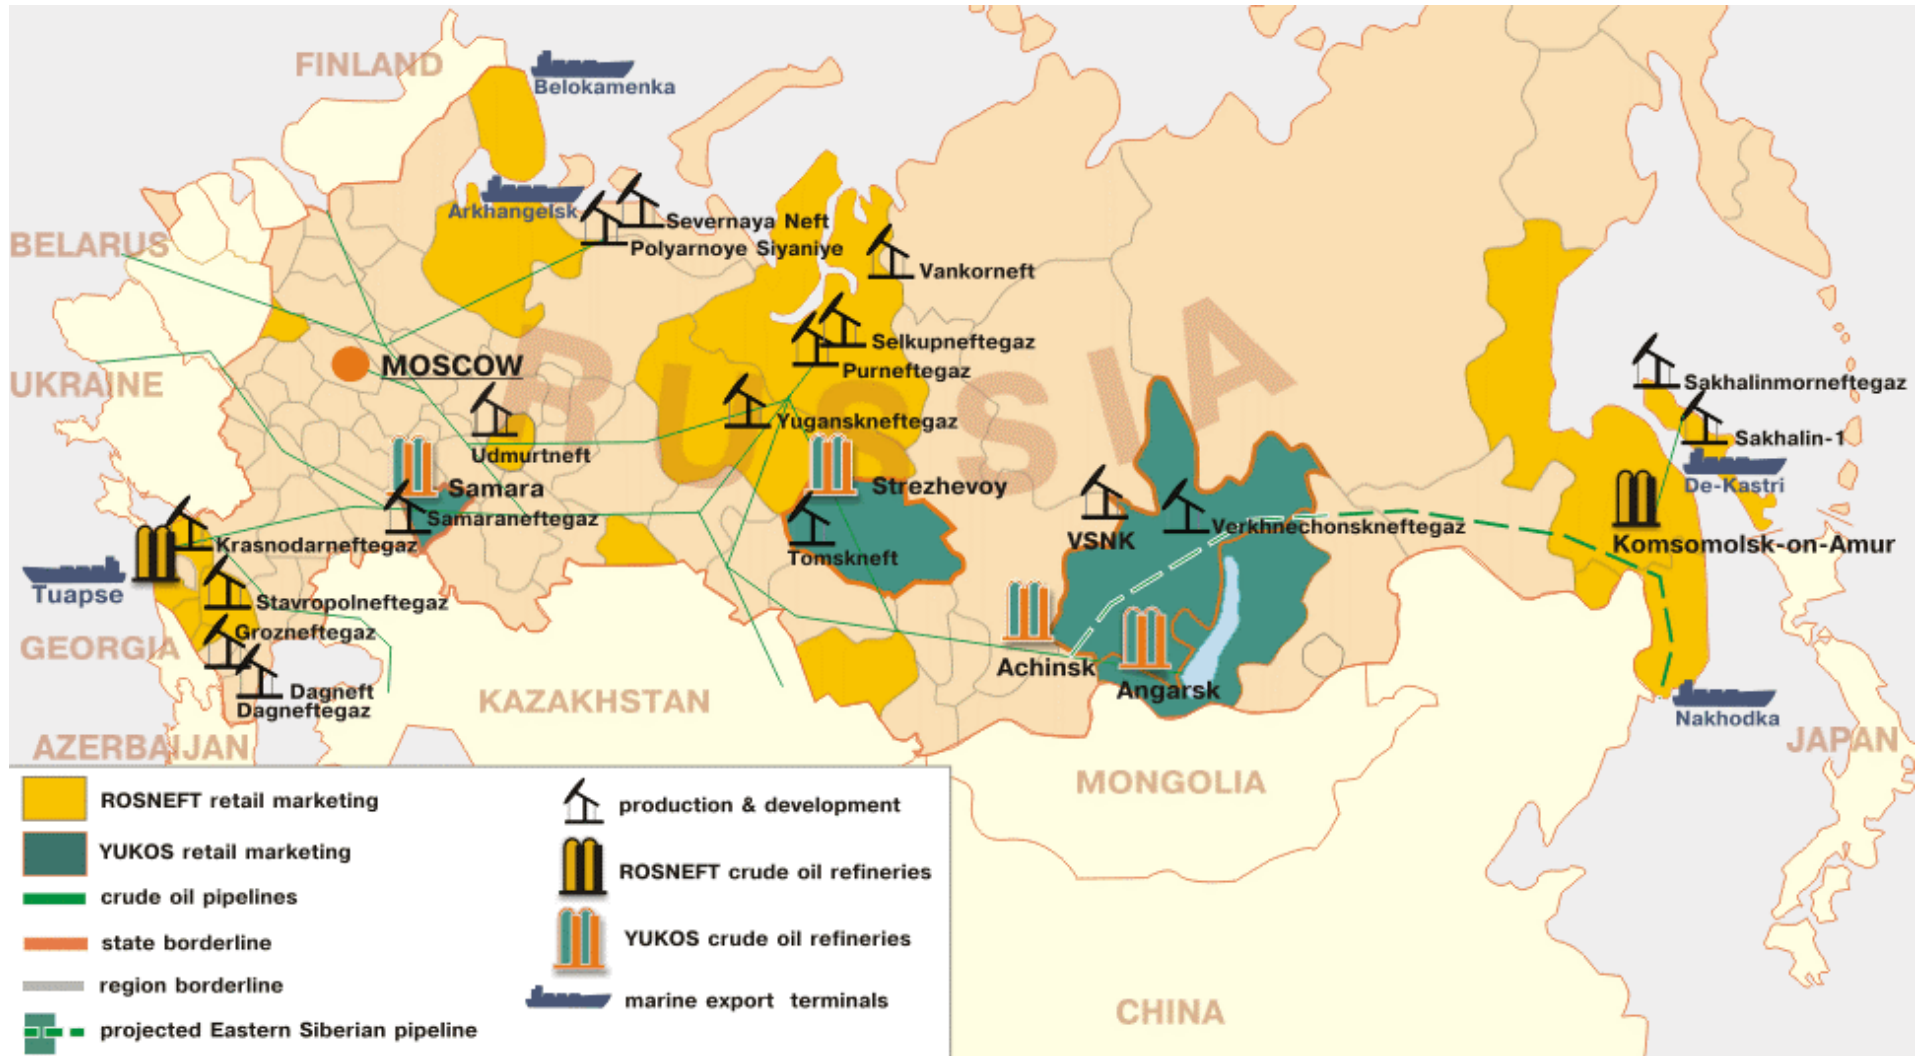 FINLAND
Belokamenka
Arkhangelsk
Severnaya Neft
Polyarnoye Siyaniye
BELARUS
Vankorneft
RUSSIA
Selkupneftegaz
Purneftegaz
MOSCOW
UKRAINE
Sakhalinmorneftegaz
Yuganskneftegaz
Sakhalin-1
Udmurtneft
Samara
Strezhevoy
De-Kastri
Samaraneftegaz
VSNK
Verkhnechonskneftegaz
Krasnodarneftegaz
Tomskneft
Komsomolsk-on-Amur
Tuapse
Stavropolneftegaz
Grozneftegaz
GEORGIA
Achinsk
Angarsk
Dagneft
Dagneftegaz
KAZAKHSTAN
Nakhodka
AZERBAIJAN
JAPAN
MONGOLIA
CHINA
ROSNEFT retail marketing
YUKOS retail marketing
crude oil pipelines
state borderline
region borderline
projected Eastern Siberian pipeline
production & development
ROSNEFT crude oil refineries
YUKOS crude oil refineries
marine export terminals